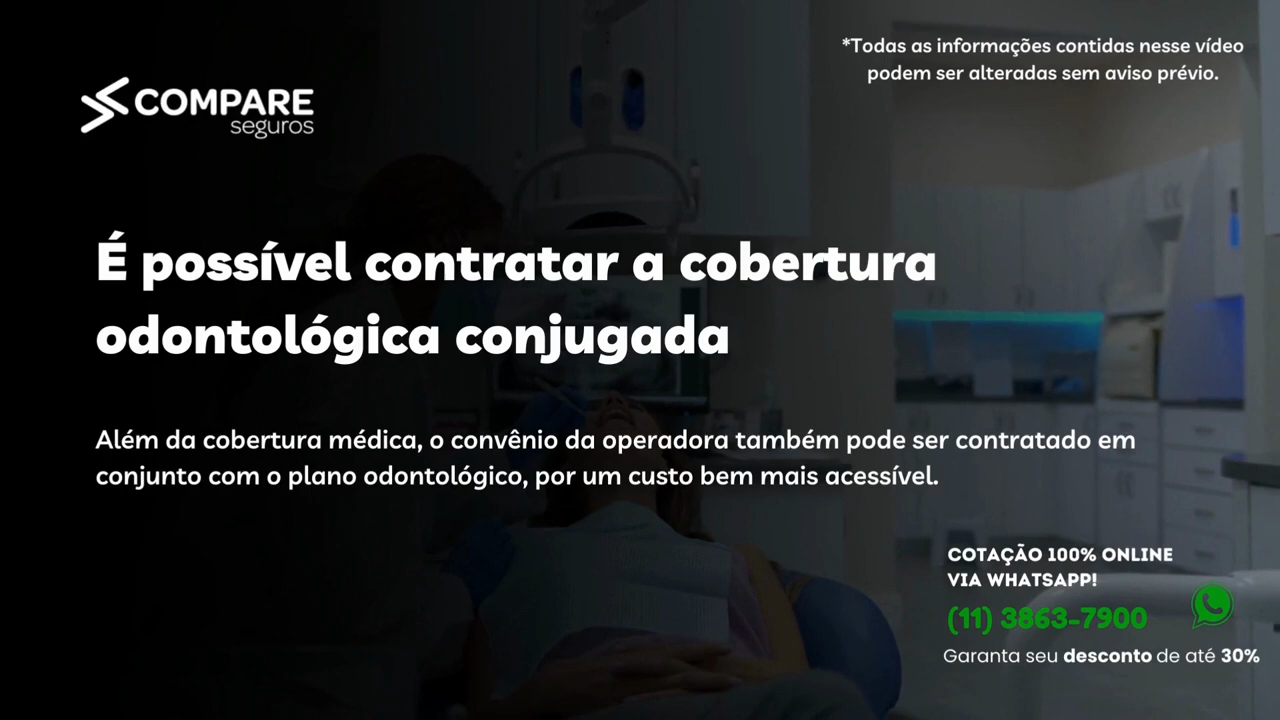 *Todas as informações contidas nesse vídeo
podem ser alteradas sem aviso prévio.
COMPARE
seguros
É possível contratar a cobertura
odontológica conjugada
Além da cobertura médica, o convênio da operadora também pode ser contratado em
conjunto com o plano odontológico, por um custo bem mais acessível.
COTAÇÃO 100% ONLINE
VIA WHATSAPP!
(11) 3863-7900
Garanta seu desconto de até 30%